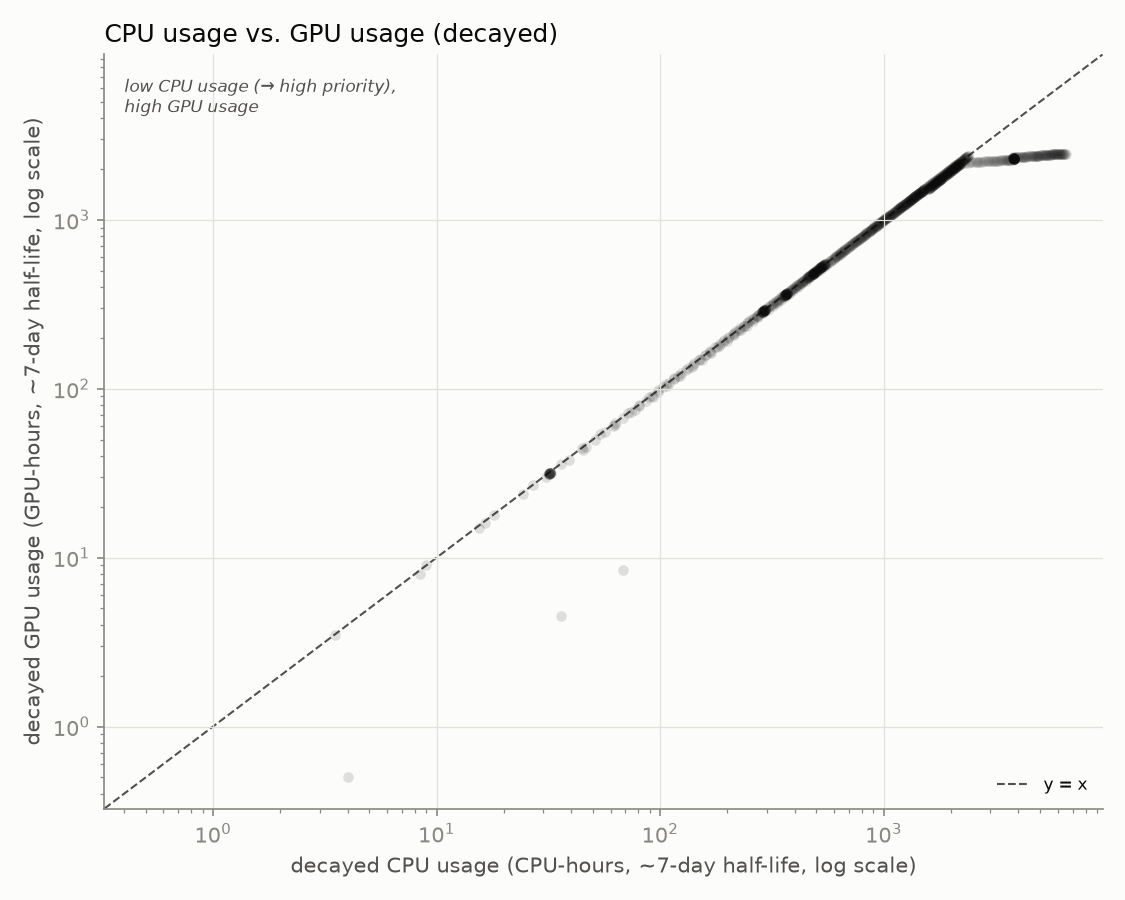 CPU usage vs. GPU usage (decayed)
low CPU usage (→ high priority),
high GPU usage
decayed GPU usage (GPU-hours, ~7-day half-life, log scale)
10³
10²
10¹
10⁰
y = x
10⁰ 10¹ 10² 10³
decayed CPU usage (CPU-hours, ~7-day half-life, log scale)